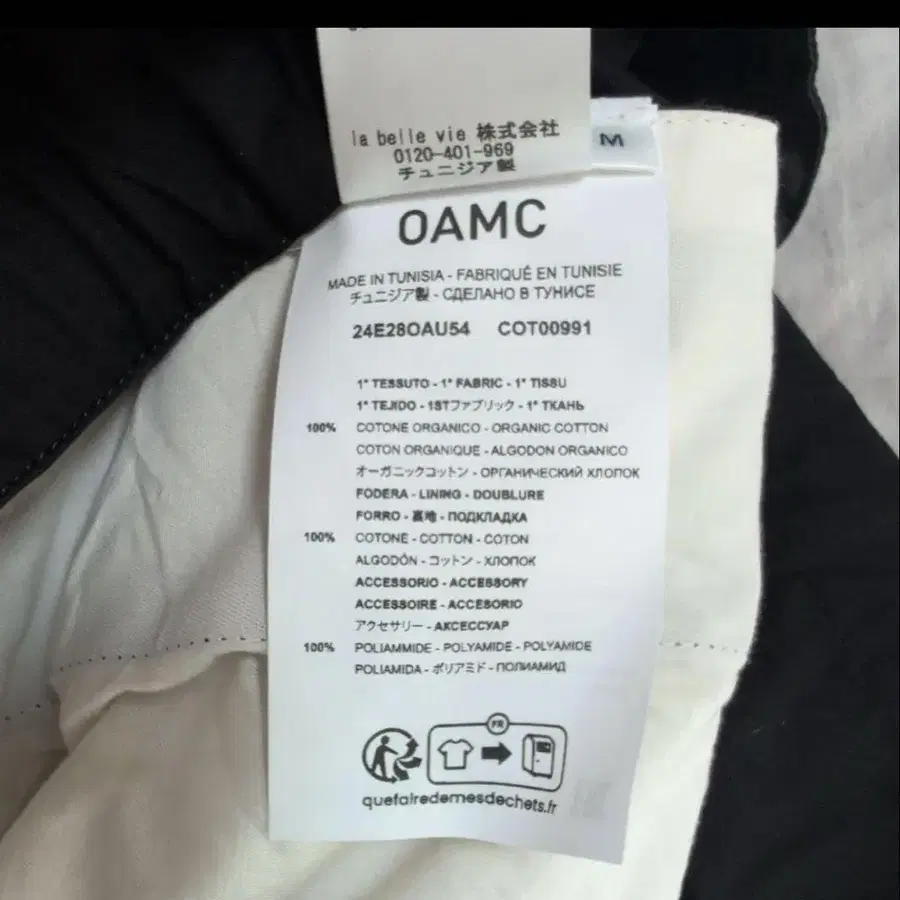 la belle vie 株式会社
0120-401-969
チュニジア製
M
OAMC
MADE IN TUNISIA - FABRIQUÉ EN TUNISIE
チュニジア製 - СДЕЛАНО В ТУНИСЕ
24E28OAU54 COT00991
1° TESSUTO - 1° FABRIC - 1° TISSU
1° TEJIDO - 1STファブリック - 1° ТКАНЬ
100% COTONE ORGANICO - ORGANIC COTTON
COTON ORGANIQUE - ALGODON ORGANICO
オーガニックコットン - ОРГАНИЧЕСКИЙ ХЛОПОК
FODERA - LINING - DOUBLURE
FORRO - 裏地 - ПОДКЛАДКА
100% COTONE - COTTON - COTON
ALGODÓN - コットン - ХЛОПОК
ACCESSORIO - ACCESSORY
ACCESSOIRE - ACCESORIO
アクセサリー - АКСЕССУАР
100% POLIAMMIDE - POLYAMIDE - POLYAMIDE
POLIAMIDA - ポリアミド - ПОЛИАМИД
FR
quefairedemesdechets.fr